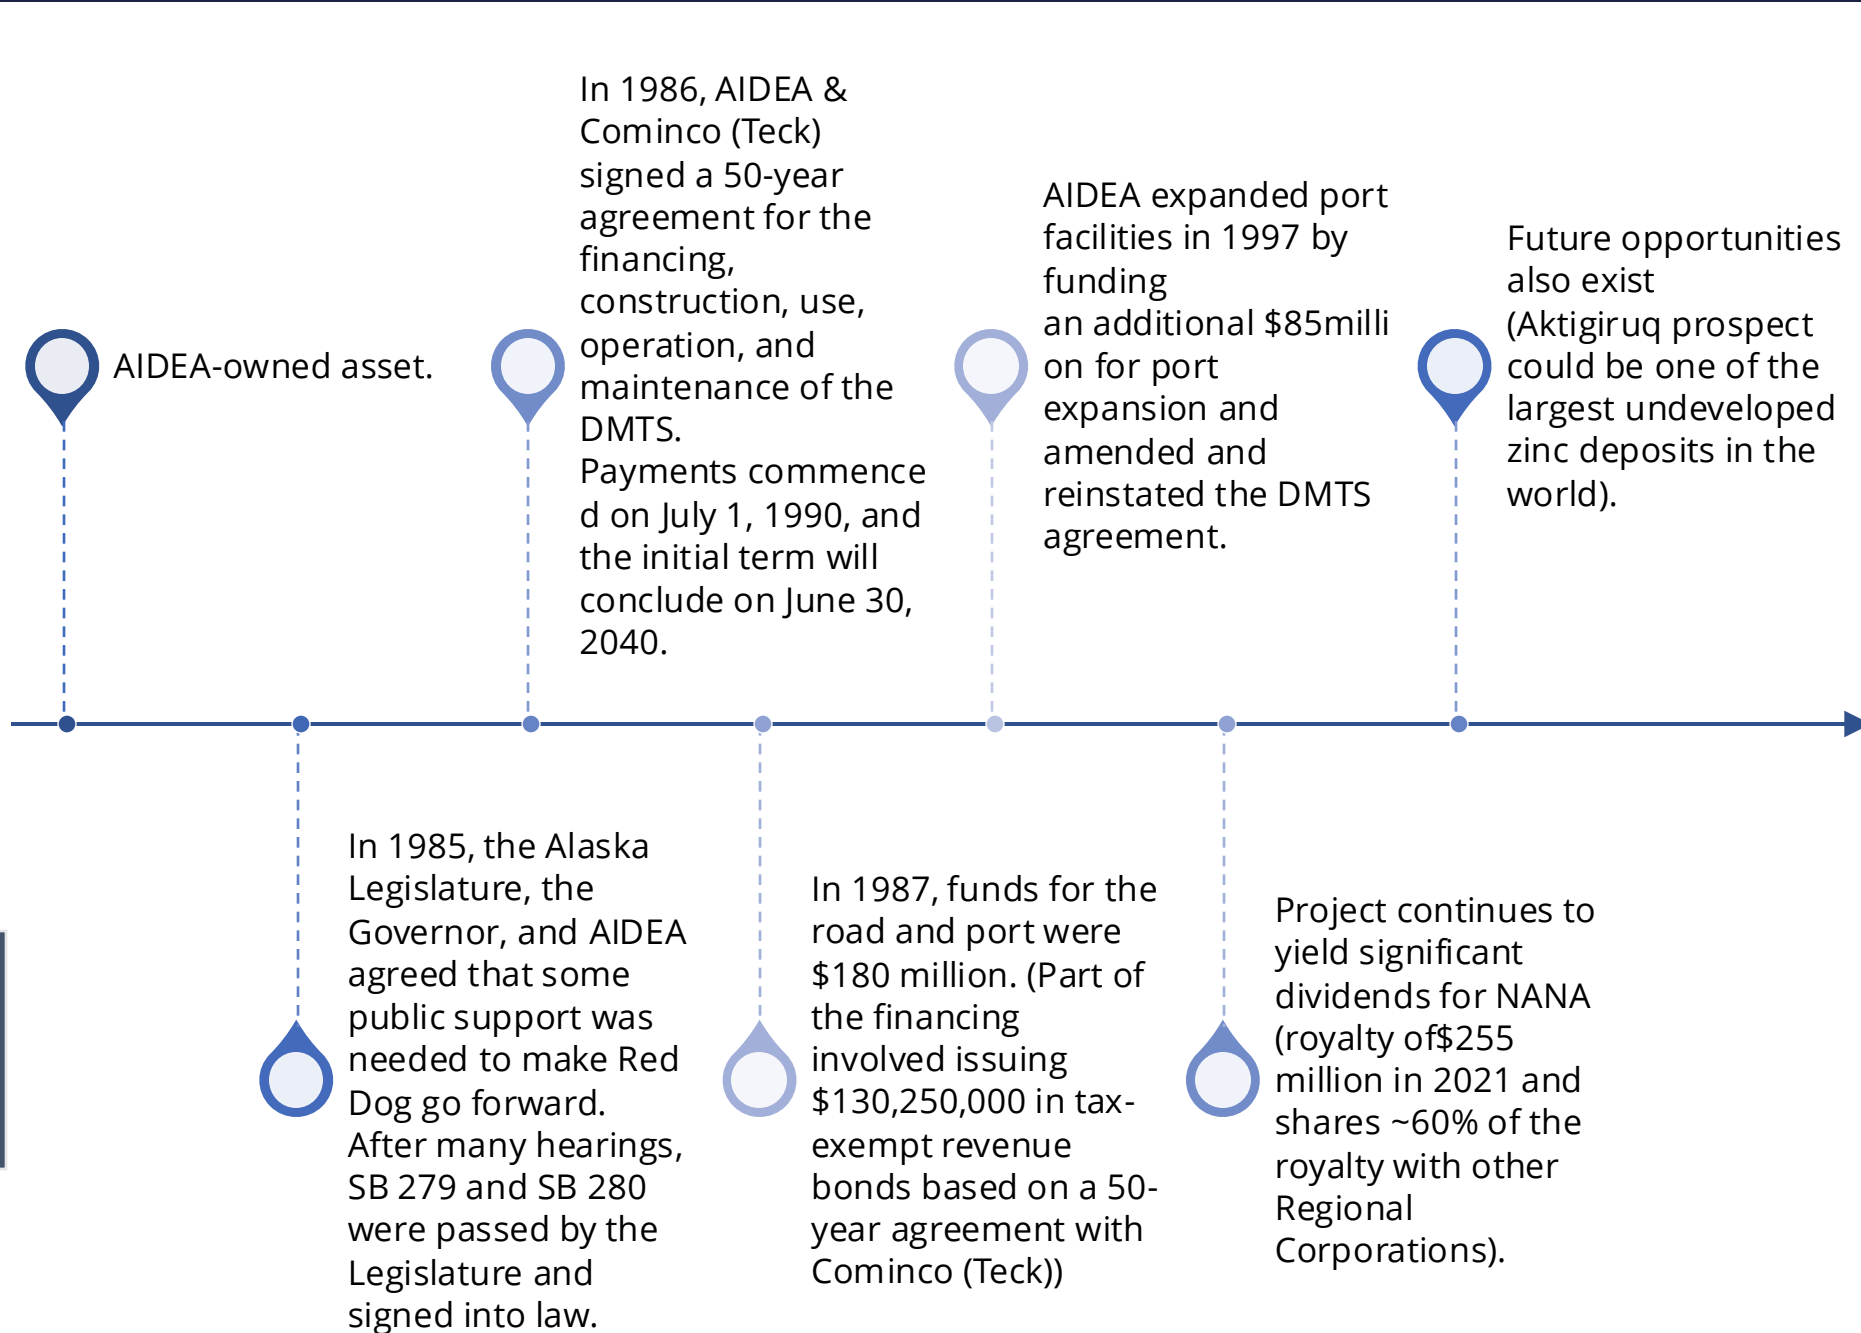 AIDEA-owned asset.
In 1985, the Alaska
Legislature, the
Governor, and AIDEA
agreed that some
public support was
needed to make Red
Dog go forward.
After many hearings,
SB 279 and SB 280
were passed by the
Legislature and
signed into law.
In 1986, AIDEA &
Cominco (Teck)
signed a 50-year
agreement for the
financing,
construction, use,
operation, and
maintenance of the
DMTS.
Payments commence
d on July 1, 1990, and
the initial term will
conclude on June 30,
2040.
In 1987, funds for the
road and port were
$180 million. (Part of
the financing
involved issuing
$130,250,000 in tax-
exempt revenue
bonds based on a 50-
year agreement with
Cominco (Teck))
AIDEA expanded port
facilities in 1997 by
funding
an additional $85milli
on for port
expansion and
amended and
reinstated the DMTS
agreement.
Project continues to
yield significant
dividends for NANA
(royalty of$255
million in 2021 and
shares ~60% of the
royalty with other
Regional
Corporations).
Future opportunities
also exist
(Aktigiruq prospect
could be one of the
largest undeveloped
zinc deposits in the
world).